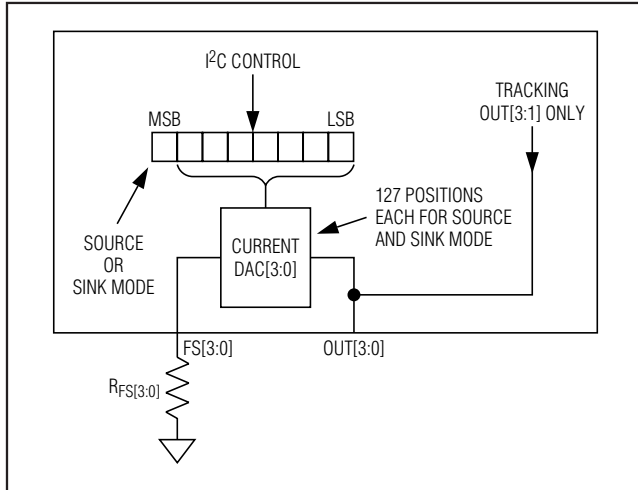 I²C CONTROL
TRACKING
OUT[3:1] ONLY
MSB
LSB
127 POSITIONS
EACH FOR SOURCE
AND SINK MODE
SOURCE
OR
SINK MODE
CURRENT
DAC[3:0]
FS[3:0]
OUT[3:0]
RFS[3:0]